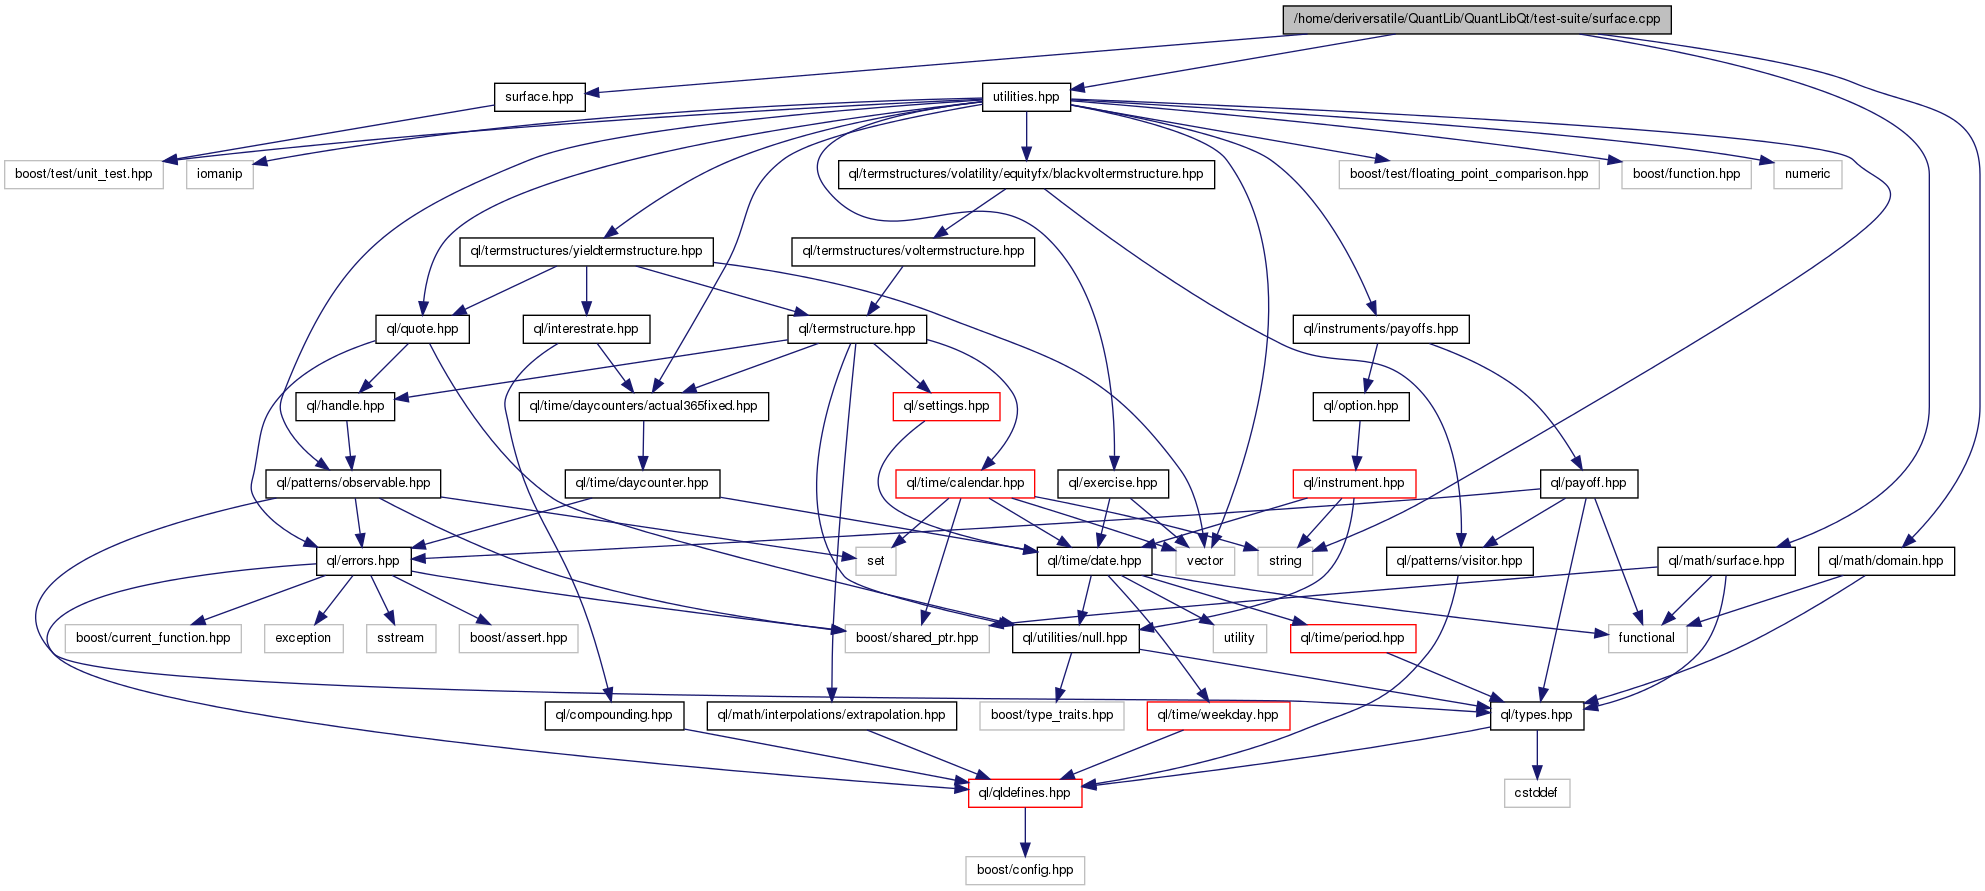 /home/deriversatile/QuantLib/QuantLibQt/test-suite/surface.cpp
surface.hpp
utilities.hpp
boost/test/unit_test.hpp
iomanip
ql/termstructures/volatility/equityfx/blackvoltermstructure.hpp
boost/test/floating_point_comparison.hpp
boost/function.hpp
numeric
ql/termstructures/yieldtermstructure.hpp
ql/termstructures/voltermstructure.hpp
ql/quote.hpp
ql/interestrate.hpp
ql/termstructure.hpp
ql/instruments/payoffs.hpp
ql/handle.hpp
ql/time/daycounters/actual365fixed.hpp
ql/settings.hpp
ql/option.hpp
ql/patterns/observable.hpp
ql/time/daycounter.hpp
ql/time/calendar.hpp
ql/exercise.hpp
ql/instrument.hpp
ql/payoff.hpp
ql/errors.hpp
set
ql/time/date.hpp
vector
string
ql/patterns/visitor.hpp
ql/math/surface.hpp
ql/math/domain.hpp
boost/current_function.hpp
exception
sstream
boost/assert.hpp
boost/shared_ptr.hpp
ql/utilities/null.hpp
utility
ql/time/period.hpp
functional
ql/compounding.hpp
ql/math/interpolations/extrapolation.hpp
boost/type_traits.hpp
ql/time/weekday.hpp
ql/types.hpp
ql/qldefines.hpp
cstddef
boost/config.hpp